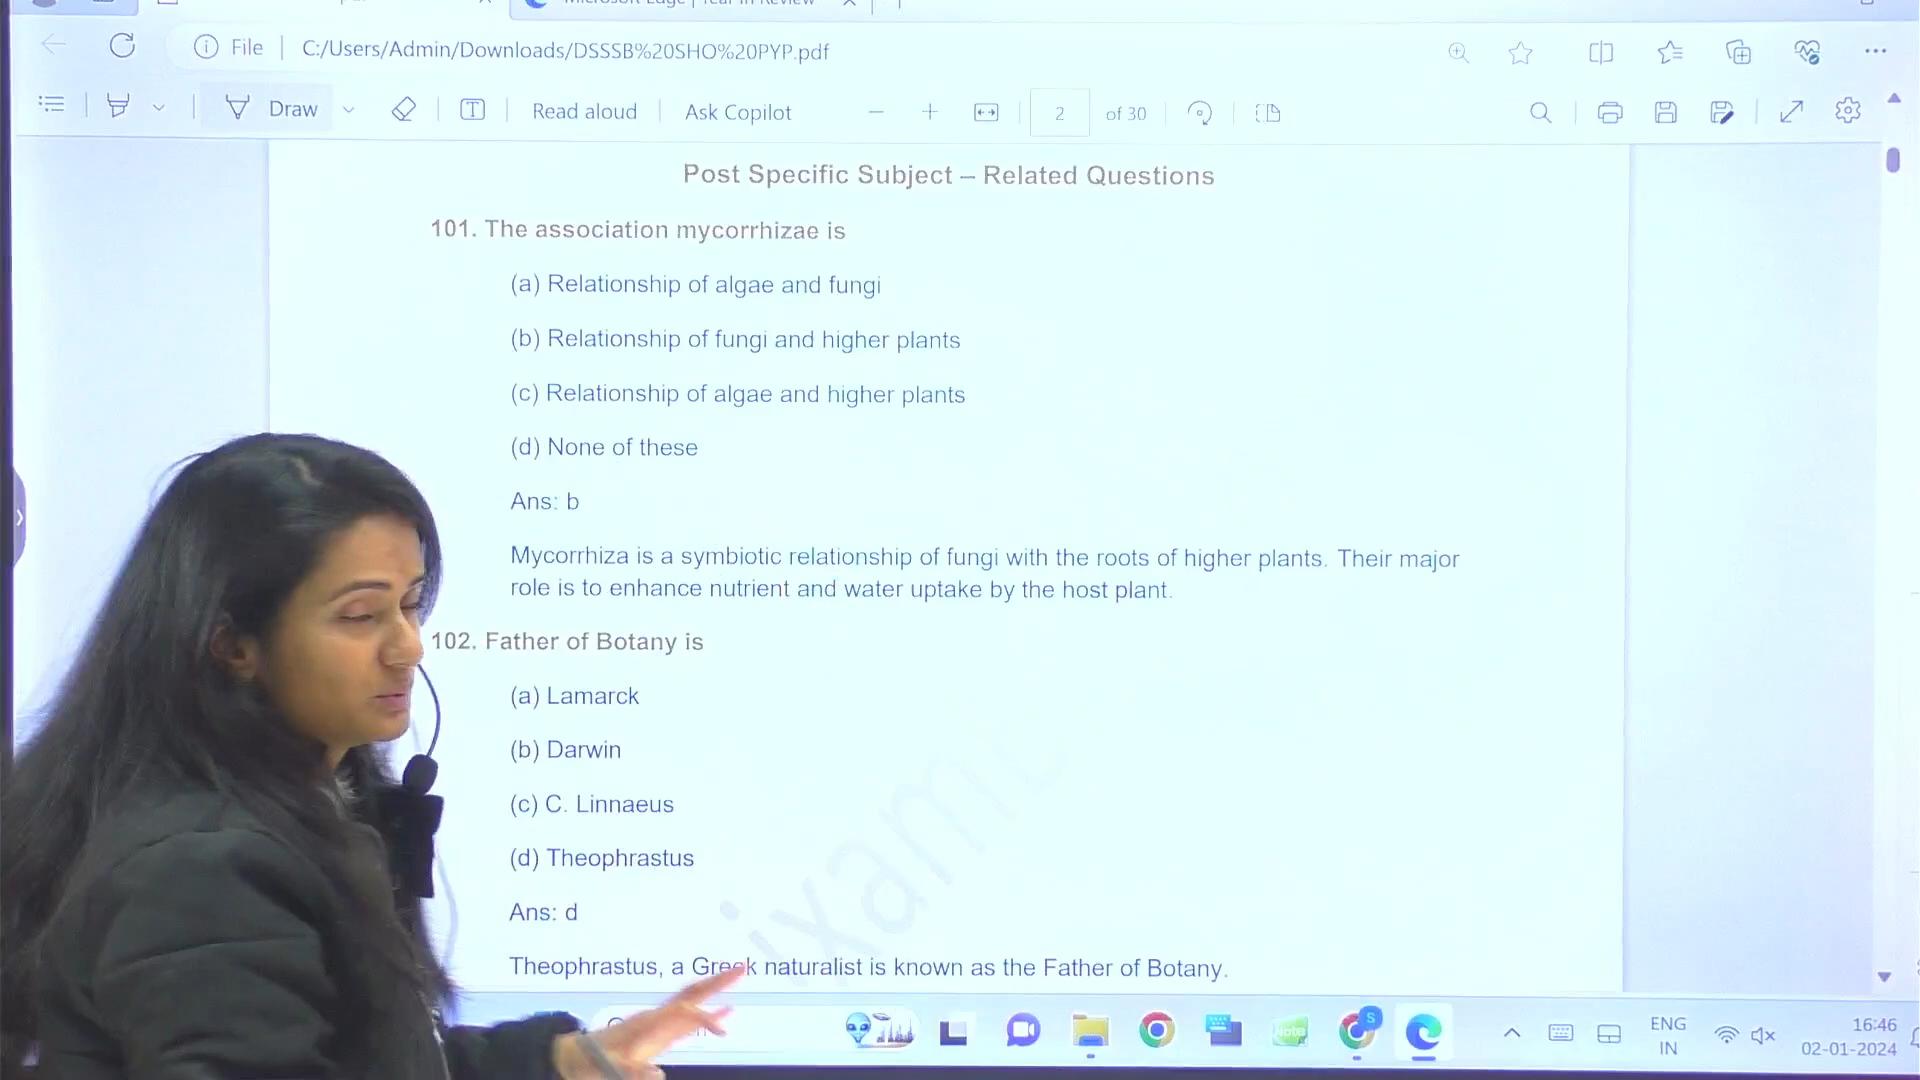 File
C:/Users/Admin/Downloads/DSSSB%20SHO%20PYP.pdf
Draw
Read aloud
Ask Copilot
2
of 30
Post Specific Subject – Related Questions
101. The association mycorrhizae is
(a) Relationship of algae and fungi
(b) Relationship of fungi and higher plants
(c) Relationship of algae and higher plants
(d) None of these
Ans: b
Mycorrhiza is a symbiotic relationship of fungi with the roots of higher plants. Their major
role is to enhance nutrient and water uptake by the host plant.
102. Father of Botany is
(a) Lamarck
(b) Darwin
(c) C. Linnaeus
(d) Theophrastus
Ans: d
Theophrastus, a Greek naturalist is known as the Father of Botany.
ixam
Note
S
ENG
IN
16:46
02-01-2024